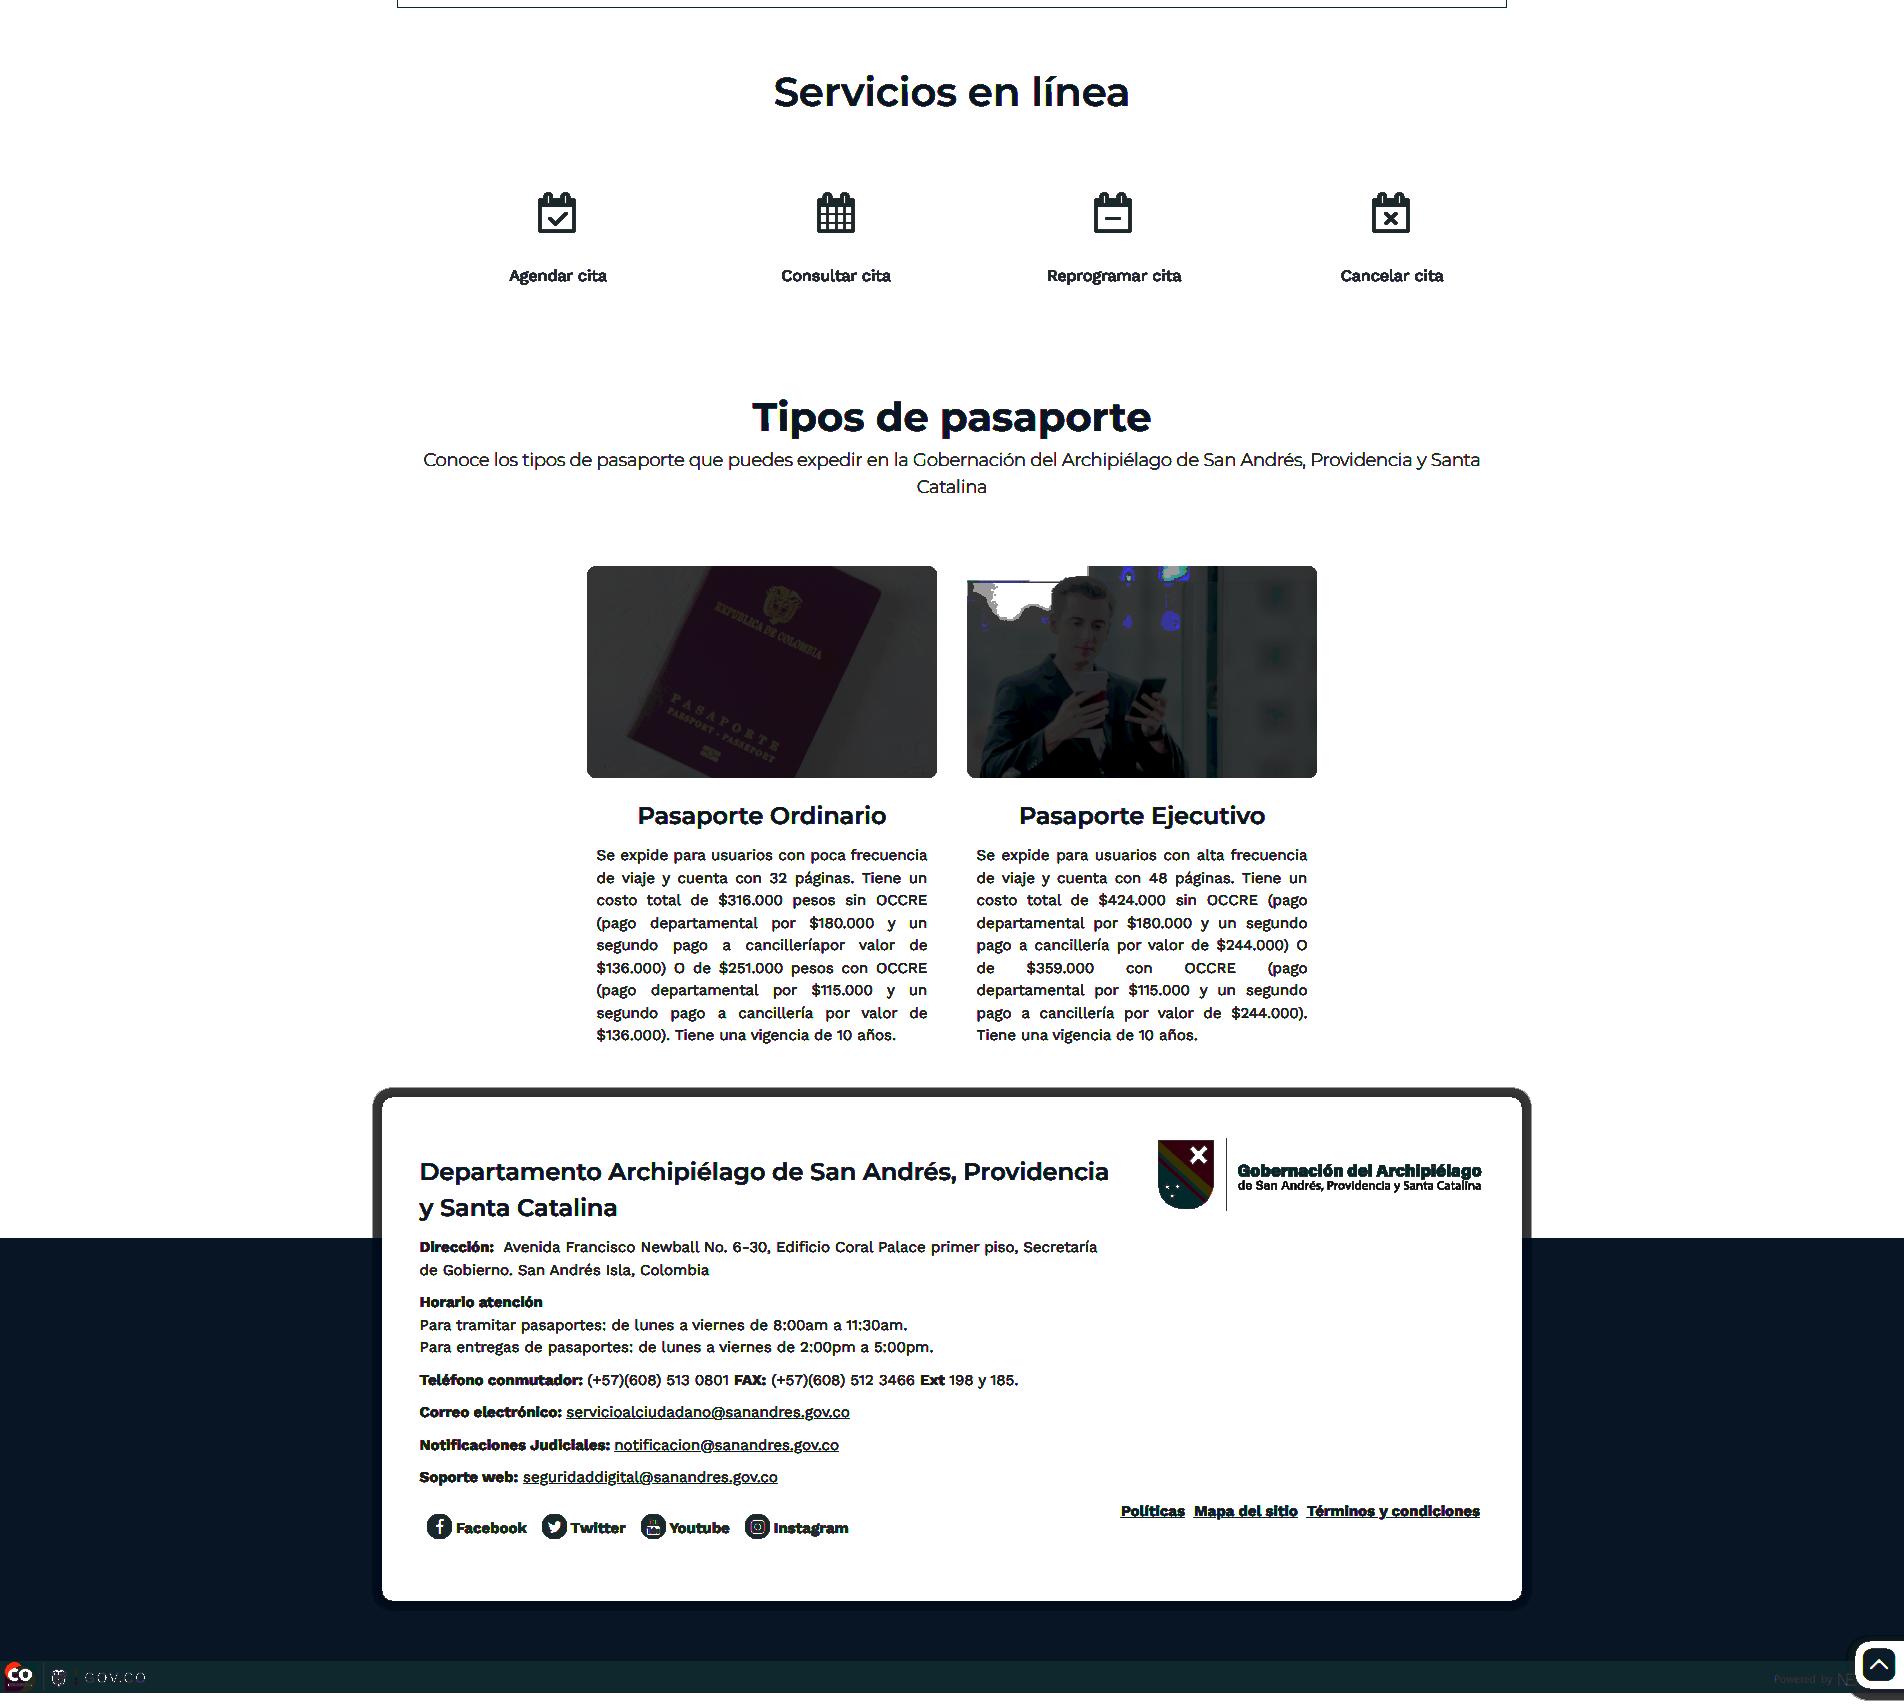 Servicios en línea
Agendar cita
Consultar cita
Reprogramar cita
Cancelar cita
Tipos de pasaporte
Conoce los tipos de pasaporte que puedes expedir en la Gobernación del Archipiélago de San Andrés, Providencia y Santa
Catalina
REPUBLICA DE COLOMBIA
PASAPORTE
PASSPORT - PASSEPORT
Pasaporte Ordinario
Se expide para usuarios con poca frecuencia
de viaje y cuenta con 32 páginas. Tiene un
costo total de $316.000 pesos sin OCCRE
(pago departamental por $180.000 y un
segundo pago a cancilleríapor valor de
$136.000) O de $251.000 pesos con OCCRE
(pago departamental por $115.000 y un
segundo pago a cancillería por valor de
$136.000). Tiene una vigencia de 10 años.
Pasaporte Ejecutivo
Se expide para usuarios con alta frecuencia
de viaje y cuenta con 48 páginas. Tiene un
costo total de $424.000 sin OCCRE (pago
departamental por $180.000 y un segundo
pago a cancillería por valor de $244.000) O
de $359.000 con OCCRE (pago
departamental por $115.000 y un segundo
pago a cancillería por valor de $244.000).
Tiene una vigencia de 10 años.
Departamento Archipiélago de San Andrés, Providencia
y Santa Catalina
Gobernación del Archipiélago
de San Andrés, Providencia y Santa Catalina
Dirección: Avenida Francisco Newball No. 6-30, Edificio Coral Palace primer piso, Secretaría
de Gobierno. San Andrés Isla, Colombia
Horario atención
Para tramitar pasaportes: de lunes a viernes de 8:00am a 11:30am.
Para entregas de pasaportes: de lunes a viernes de 2:00pm a 5:00pm.
Teléfono conmutador: (+57)(608) 513 0801 FAX: (+57)(608) 512 3466 Ext 198 y 185.
Correo electrónico: servicioalciudadano@sanandres.gov.co
Notificaciones Judiciales: notificacion@sanandres.gov.co
Soporte web: seguridaddigital@sanandres.gov.co
Políticas Mapa del sitio Términos y condiciones
Facebook Twitter Youtube Instagram
CO GOV.CO
Powered by